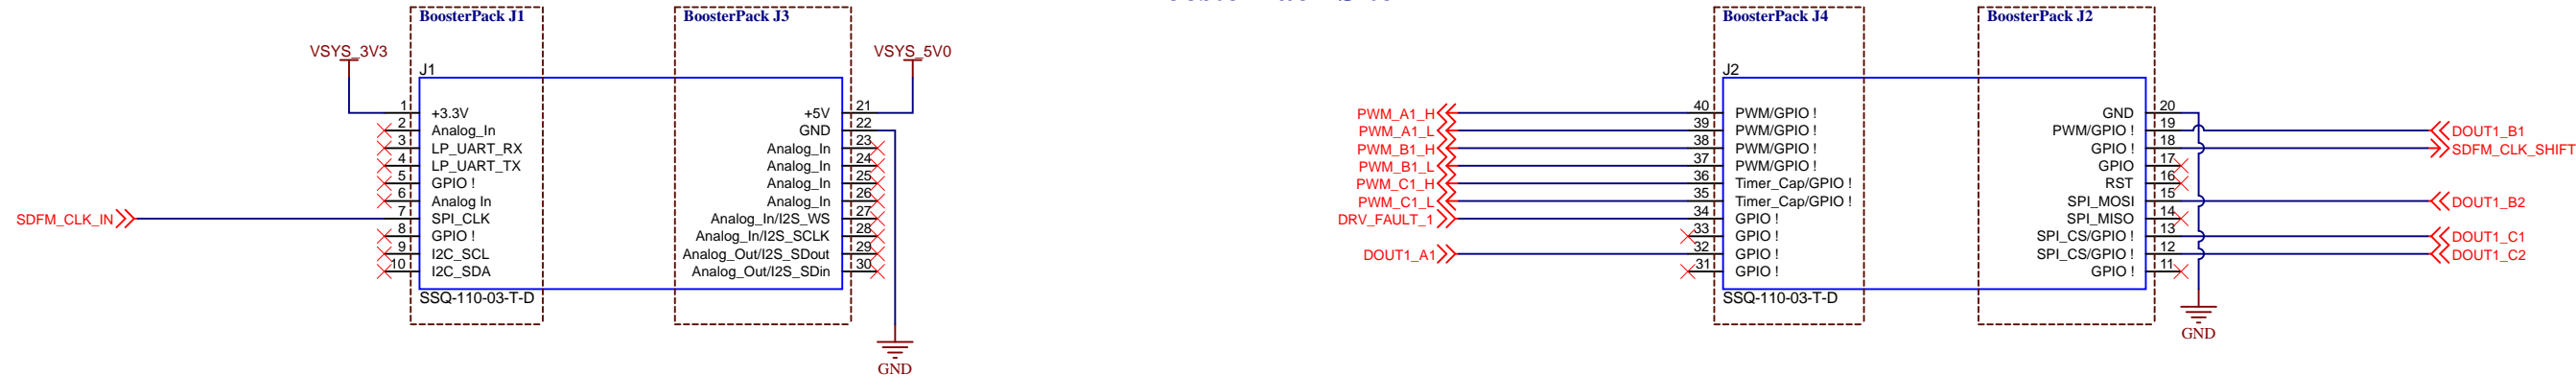 BoosterPack J1
BoosterPack J3
BoosterPack J4
BoosterPack J2
VSYS_3V3
VSYS_5V0
J1
1 +3.3V
2 Analog_In
3 LP_UART_RX
4 LP_UART_TX
5 GPIO !
6 Analog In
SDFM_CLK_IN 7 SPI_CLK
8 GPIO !
9 I2C_SCL
10 I2C_SDA
+5V 21
GND 22
Analog_In 23
Analog_In 24
Analog_In 25
Analog_In 26
Analog_In/I2S_WS 27
Analog_In/I2S_SCLK 28
Analog_Out/I2S_SDout 29
Analog_Out/I2S_SDin 30
SSQ-110-03-T-D
GND
J2
PWM_A1_H 40 PWM/GPIO !
PWM_A1_L 39 PWM/GPIO !
PWM_B1_H 38 PWM/GPIO !
PWM_B1_L 37 PWM/GPIO !
PWM_C1_H 36 Timer_Cap/GPIO !
PWM_C1_L 35 Timer_Cap/GPIO !
DRV_FAULT_1 34 GPIO !
33 GPIO !
DOUT1_A1 32 GPIO !
31 GPIO !
GND 20
PWM/GPIO ! 19 DOUT1_B1
GPIO ! 18 SDFM_CLK_SHIFT
GPIO 17
RST 16
SPI_MOSI 15 DOUT1_B2
SPI_MISO 14
SPI_CS/GPIO ! 13 DOUT1_C1
SPI_CS/GPIO ! 12 DOUT1_C2
GPIO ! 11
SSQ-110-03-T-D
GND